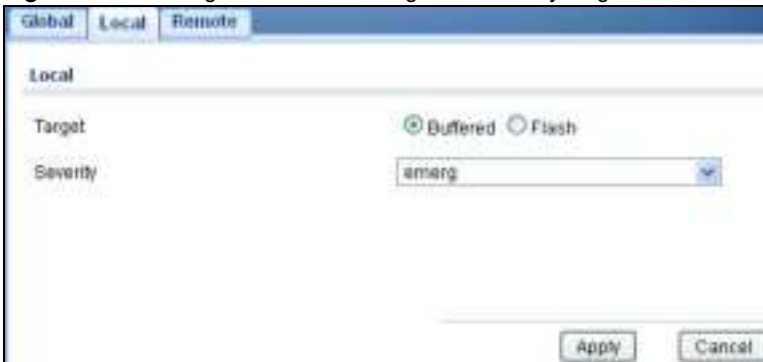 Global Local Remote
Local
Target Buffered Flash
Severity emerg
Apply Cancel